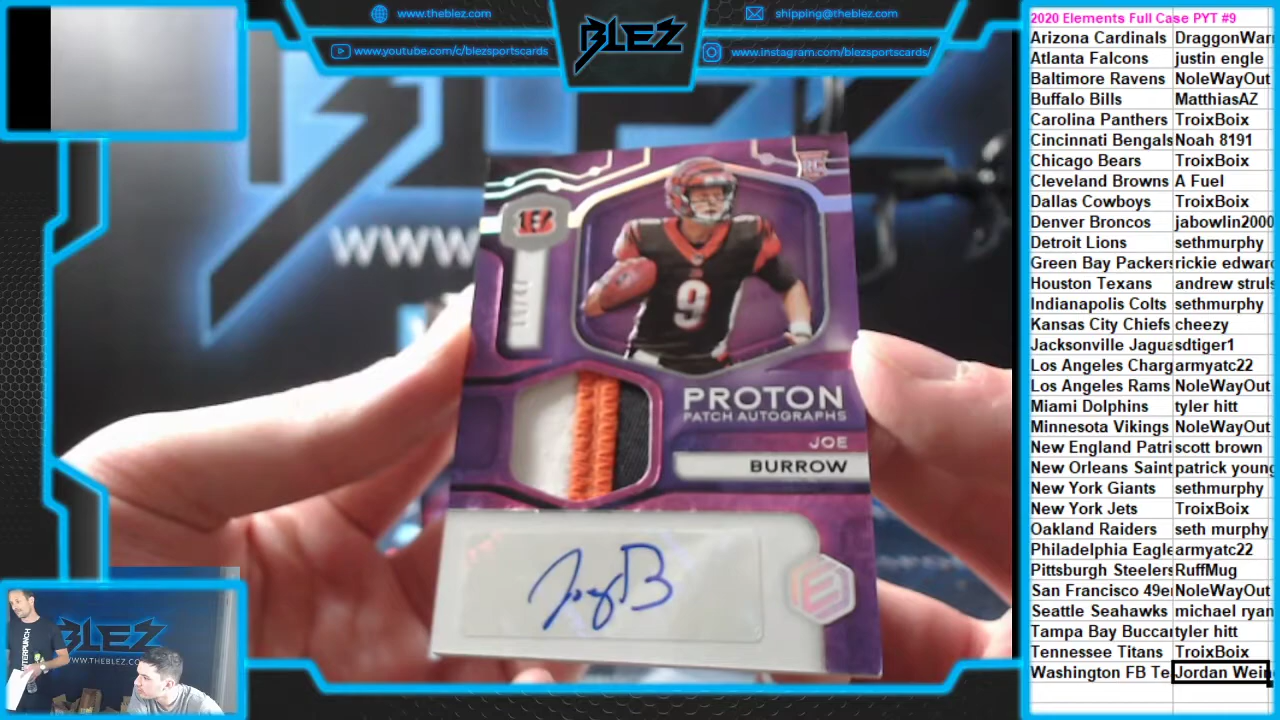 www.theblez.com
www.youtube.com/c/blezsportscards
BLEZ
shipping@theblez.com
www.instagram.com/blezsportscards/
WWW
RC
B
9
PROTON
PATCH AUTOGRAPHS
JOE
BURROW
E
BLEZ
WWW.THEBLEZ.COM
2020 Elements Full Case PYT #9
Arizona Cardinals DraggonWar
Atlanta Falcons justin engle
Baltimore Ravens NoleWayOut
Buffalo Bills MatthiasAZ
Carolina Panthers TroixBoix
Cincinnati Bengals Noah 8191
Chicago Bears TroixBoix
Cleveland Browns A Fuel
Dallas Cowboys TroixBoix
Denver Broncos jabowlin2000
Detroit Lions sethmurphy
Green Bay Packers rickie edwar
Houston Texans andrew struls
Indianapolis Colts sethmurphy
Kansas City Chiefs cheezy
Jacksonville Jagua sdtiger1
Los Angeles Charg armyatc22
Los Angeles Rams NoleWayOut
Miami Dolphins tyler hitt
Minnesota Vikings NoleWayOut
New England Patri scott brown
New Orleans Saint patrick young
New York Giants sethmurphy
New York Jets TroixBoix
Oakland Raiders seth murphy
Philadelphia Eagle armyatc22
Pittsburgh Steelers RuffMug
San Francisco 49e NoleWayOut
Seattle Seahawks michael ryan
Tampa Bay Bucca tyler hitt
Tennessee Titans TroixBoix
Washington FB Te Jordan Wein